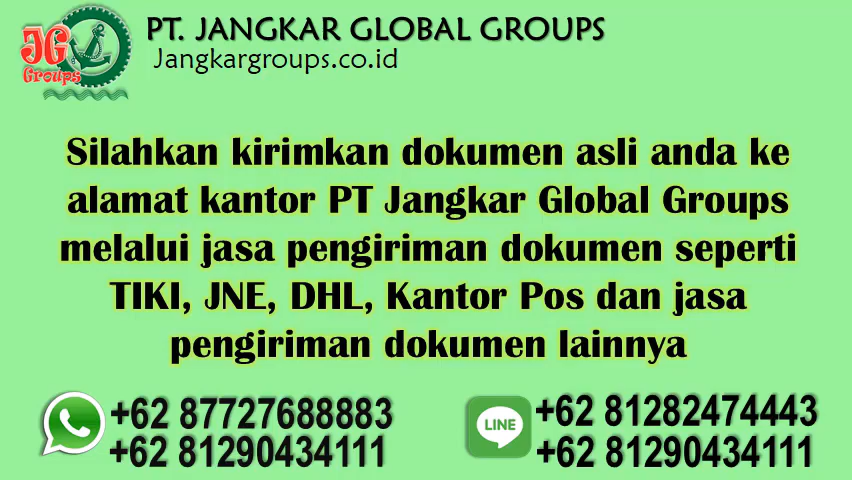 JG
Groups
PT. JANGKAR GLOBAL GROUPS
Jangkargroups.co.id
Silahkan kirimkan dokumen asli anda ke
alamat kantor PT Jangkar Global Groups
melalui jasa pengiriman dokumen seperti
TIKI, JNE, DHL, Kantor Pos dan jasa
pengiriman dokumen lainnya
+62 87727688883
+62 81290434111
LINE
+62 81282474443
+62 81290434111